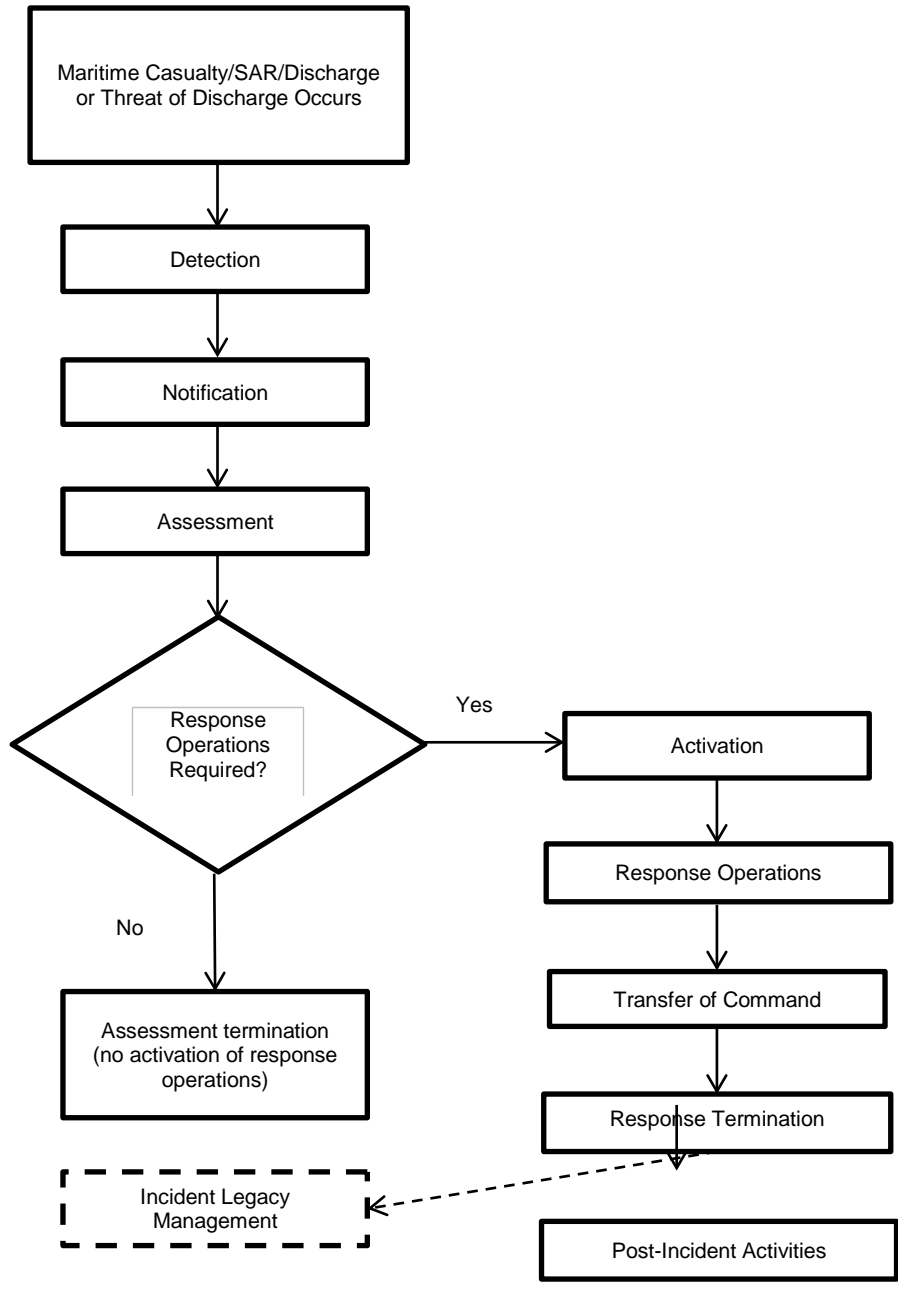 Maritime Casualty/SAR/Discharge
or Threat of Discharge Occurs
Detection
Notification
Assessment
Response
Operations
Required?
Yes
Activation
Response Operations
No
Transfer of Command
Assessment termination
(no activation of response
operations)
Response Termination
Incident Legacy
Management
Post-Incident Activities